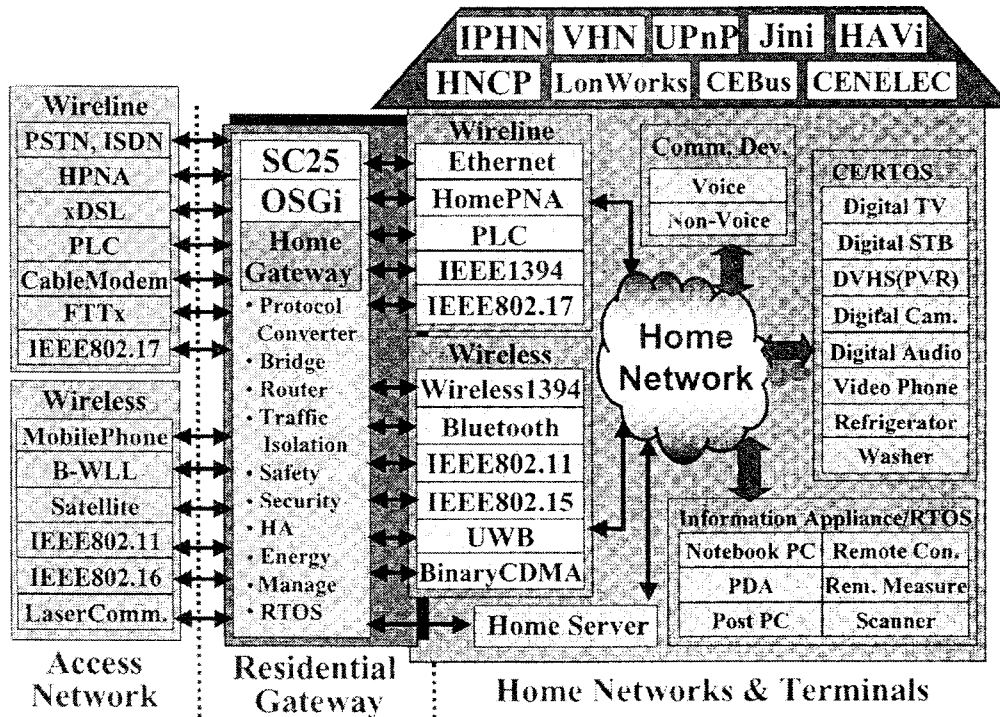 IPHN VHN UPnP Jini HAVi
HNCP LonWorks CEBus CENELEC
Wireline
PSTN, ISDN
HPNA
xDSL
PLC
CableModem
FTTx
IEEE802.17
Wireless
MobilePhone
B-WLL
Satellite
IEEE802.11
IEEE802.16
LaserComm.
Access
Network
SC25
OSGi
Home
Gateway
• Protocol
Converter
• Bridge
• Router
• Traffic
Isolation
• Safety
• Security
• HA
• Energy
• Manage
• RTOS
Residential
Gateway
Wireline
Ethernet
HomePNA
PLC
IEEE1394
IEEE802.17
Wireless
Wireless1394
Bluetooth
IEEE802.11
IEEE802.15
UWB
BinaryCDMA
Home Server
Comm. Dev.
Voice
Non-Voice
Home
Network
CE/RTOS
Digital TV
Digital STB
DVHS(PVR)
Digital Cam.
Digital Audio
Video Phone
Refrigerator
Washer
Information Appliance/RTOS
Notebook PC Remote Con.
PDA Rem. Measure
Post PC Scanner
Home Networks & Terminals